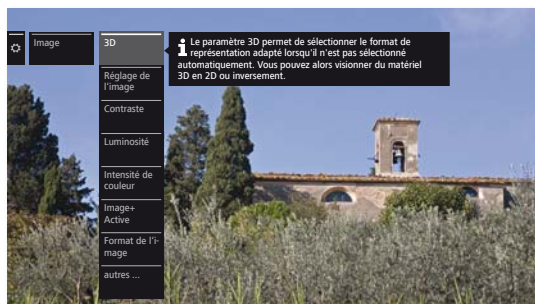 Image
3D
Le paramètre 3D permet de sélectionner le format de
représentation adapté lorsqu'il n'est pas sélectionné
automatiquement. Vous pouvez alors visionner du matériel
3D en 2D ou inversement.
Réglage de
l'image
Contraste
Luminosité
Intensité de
couleur
Image+
Active
Format de l'i-
mage
autres ...